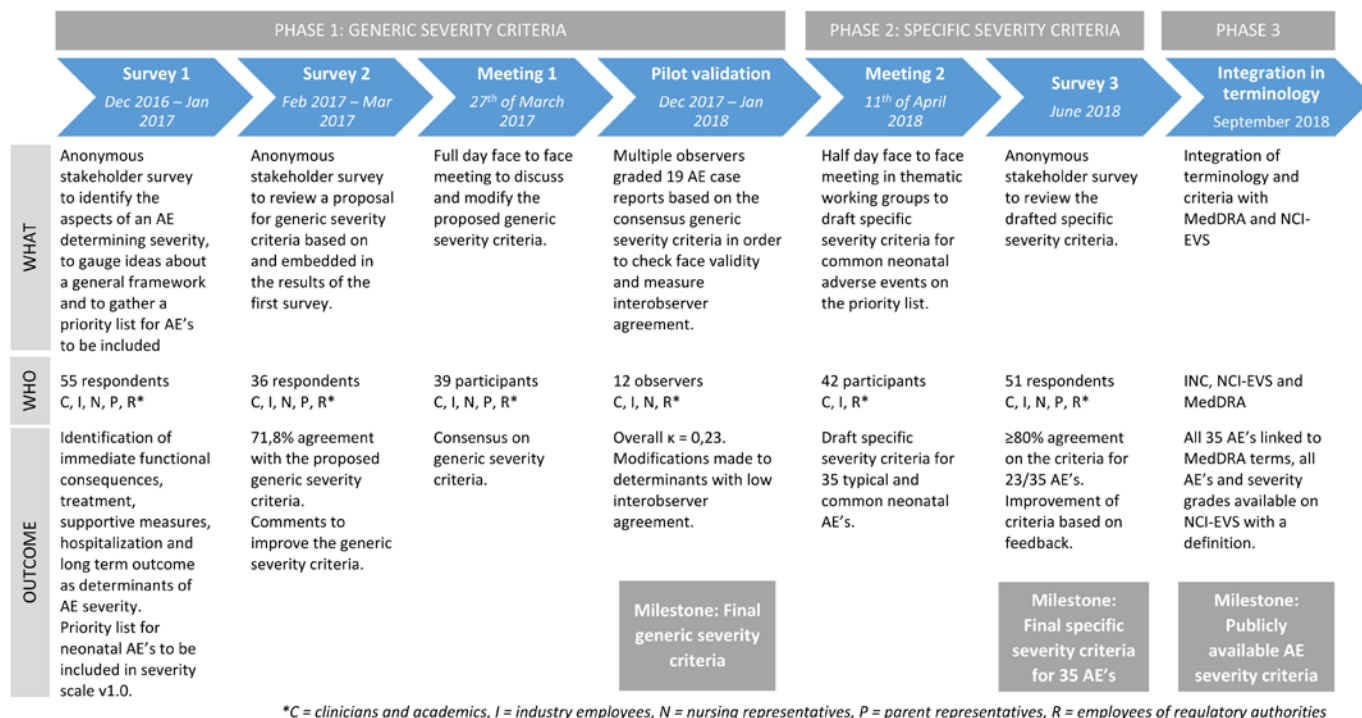 PHASE 1: GENERIC SEVERITY CRITERIA
PHASE 2: SPECIFIC SEVERITY CRITERIA
PHASE 3
Survey 1
Dec 2016 – Jan
2017
Survey 2
Feb 2017 – Mar
2017
Meeting 1
27th of March
2017
Pilot validation
Dec 2017 – Jan
2018
Meeting 2
11th of April
2018
Survey 3
June 2018
Integration in
terminology
September 2018
WHAT
Anonymous
stakeholder survey
to identify the
aspects of an AE
determining severity,
to gauge ideas about
a general framework
and to gather a
priority list for AE's
to be included
Anonymous
stakeholder survey
to review a proposal
for generic severity
criteria based on
and embedded in
the results of the
first survey.
Full day face to face
meeting to discuss
and modify the
proposed generic
severity criteria.
Multiple observers
graded 19 AE case
reports based on the
consensus generic
severity criteria in order
to check face validity
and measure
interobserver
agreement.
Half day face to face
meeting in thematic
working groups to
draft specific
severity criteria for
common neonatal
adverse events on
the priority list.
Anonymous
stakeholder survey
to review the
drafted specific
severity criteria.
Integration of
terminology and
criteria with
MedDRA and NCI-
EVS
WHO
55 respondents
C, I, N, P, R*
36 respondents
C, I, N, P, R*
39 participants
C, I, N, P, R*
12 observers
C, I, N, R*
42 participants
C, I, R*
51 respondents
C, I, N, P, R*
INC, NCI-EVS and
MedDRA
OUTCOME
Identification of
immediate functional
consequences,
treatment,
supportive measures,
hospitalization and
long term outcome
as determinants of
AE severity.
Priority list for
neonatal AE's to be
included in severity
scale v1.0.
71,8% agreement
with the proposed
generic severity
criteria.
Comments to
improve the generic
severity criteria.
Consensus on
generic severity
criteria.
Overall κ = 0,23.
Modifications made to
determinants with low
interobserver
agreement.
Milestone: Final
generic severity
criteria
Draft specific
severity criteria for
35 typical and
common neonatal
AE's.
≥80% agreement
on the criteria for
23/35 AE's.
Improvement of
criteria based on
feedback.
Milestone:
Final specific
severity criteria
for 35 AE's
All 35 AE's linked to
MedDRA terms, all
AE's and severity
grades available on
NCI-EVS with a
definition.
Milestone:
Publicly
available AE
severity criteria
*C = clinicians and academics, I = industry employees, N = nursing representatives, P = parent representatives, R = employees of regulatory authorities